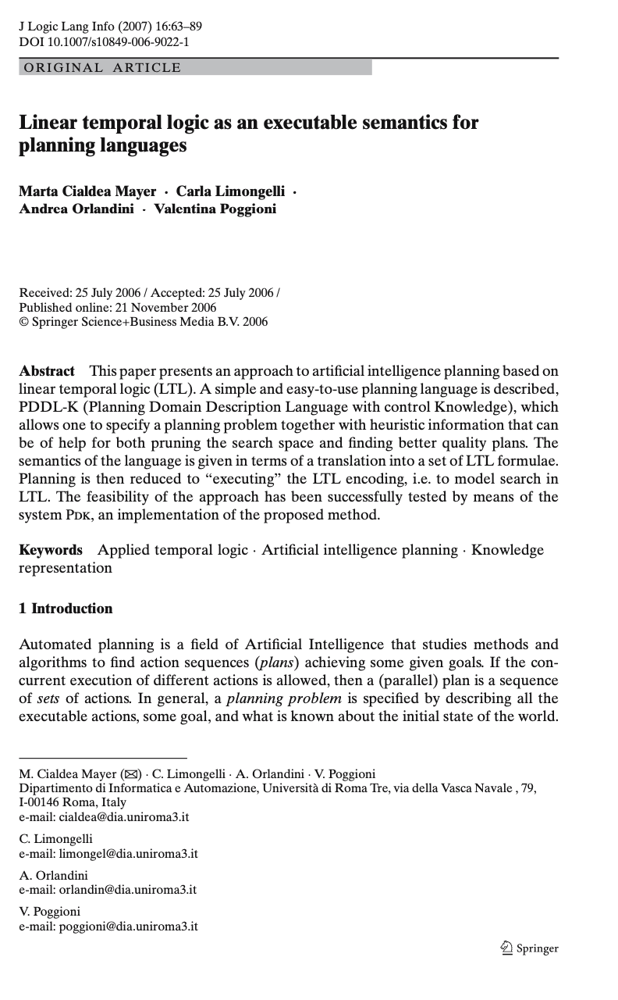 J Logic Lang Info (2007) 16:63–89
DOI 10.1007/s10849-006-9022-1
ORIGINAL ARTICLE
Linear temporal logic as an executable semantics for
planning languages
Marta Cialdea Mayer · Carla Limongelli ·
Andrea Orlandini · Valentina Poggioni
Received: 25 July 2006 / Accepted: 25 July 2006 /
Published online: 21 November 2006
© Springer Science+Business Media B.V. 2006
Abstract This paper presents an approach to artificial intelligence planning based on
linear temporal logic (LTL). A simple and easy-to-use planning language is described,
PDDL-K (Planning Domain Description Language with control Knowledge), which
allows one to specify a planning problem together with heuristic information that can
be of help for both pruning the search space and finding better quality plans. The
semantics of the language is given in terms of a translation into a set of LTL formulae.
Planning is then reduced to “executing” the LTL encoding, i.e. to model search in
LTL. The feasibility of the approach has been successfully tested by means of the
system PDK, an implementation of the proposed method.
Keywords Applied temporal logic · Artificial intelligence planning · Knowledge
representation
1 Introduction
Automated planning is a field of Artificial Intelligence that studies methods and
algorithms to find action sequences (plans) achieving some given goals. If the con-
current execution of different actions is allowed, then a (parallel) plan is a sequence
of sets of actions. In general, a planning problem is specified by describing all the
executable actions, some goal, and what is known about the initial state of the world.
M. Cialdea Mayer (✉) · C. Limongelli · A. Orlandini · V. Poggioni
Dipartimento di Informatica e Automazione, Università di Roma Tre, via della Vasca Navale , 79,
I-00146 Roma, Italy
e-mail: cialdea@dia.uniroma3.it
C. Limongelli
e-mail: limongel@dia.uniroma3.it
A. Orlandini
e-mail: orlandin@dia.uniroma3.it
V. Poggioni
e-mail: poggioni@dia.uniroma3.it
Springer